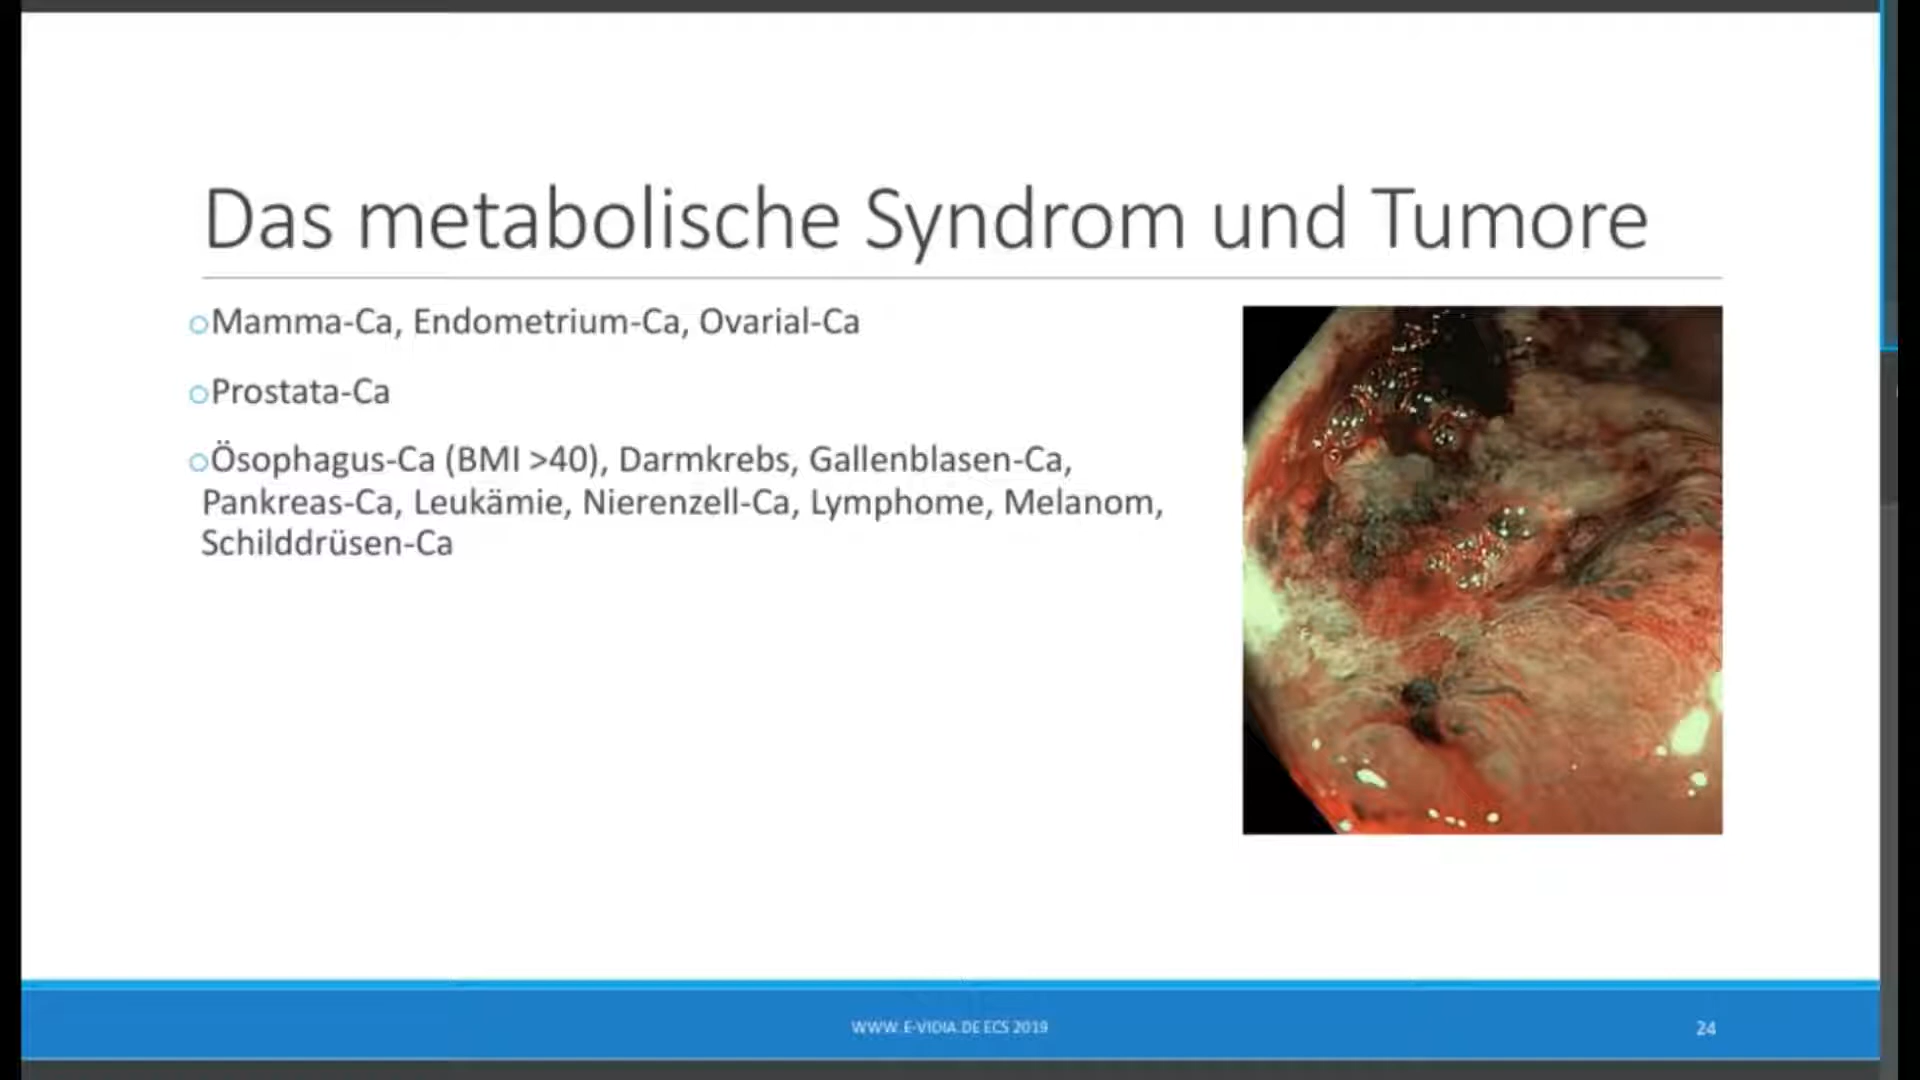 Das metabolische Syndrom und Tumore
Mamma-Ca, Endometrium-Ca, Ovarial-Ca
Prostata-Ca
Ösophagus-Ca (BMI >40), Darmkrebs, Gallenblasen-Ca,
Pankreas-Ca, Leukämie, Nierenzell-Ca, Lymphome, Melanom,
Schilddrüsen-Ca
WWW.E-VIDIA.DE ECS 2019
24